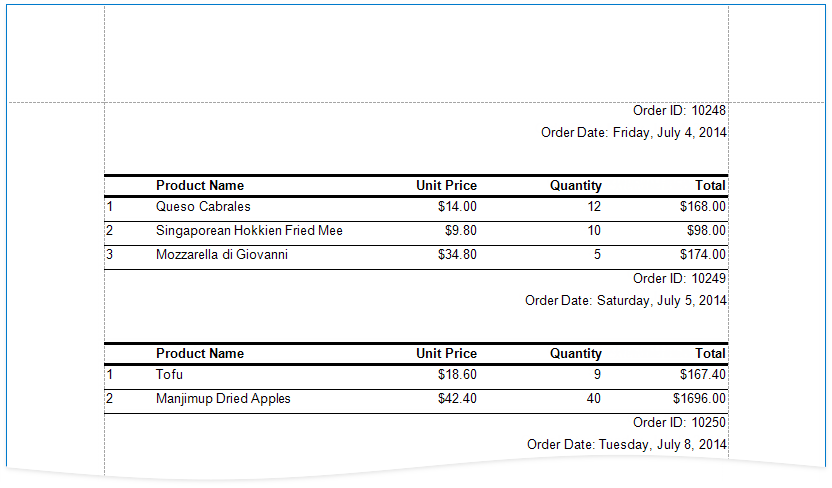 Order ID: 10248
Order Date: Friday, July 4, 2014
Product Name Unit Price Quantity Total
1 Queso Cabrales $14.00 12 $168.00
2 Singaporean Hokkien Fried Mee $9.80 10 $98.00
3 Mozzarella di Giovanni $34.80 5 $174.00
Order ID: 10249
Order Date: Saturday, July 5, 2014
Product Name Unit Price Quantity Total
1 Tofu $18.60 9 $167.40
2 Manjimup Dried Apples $42.40 40 $1696.00
Order ID: 10250
Order Date: Tuesday, July 8, 2014